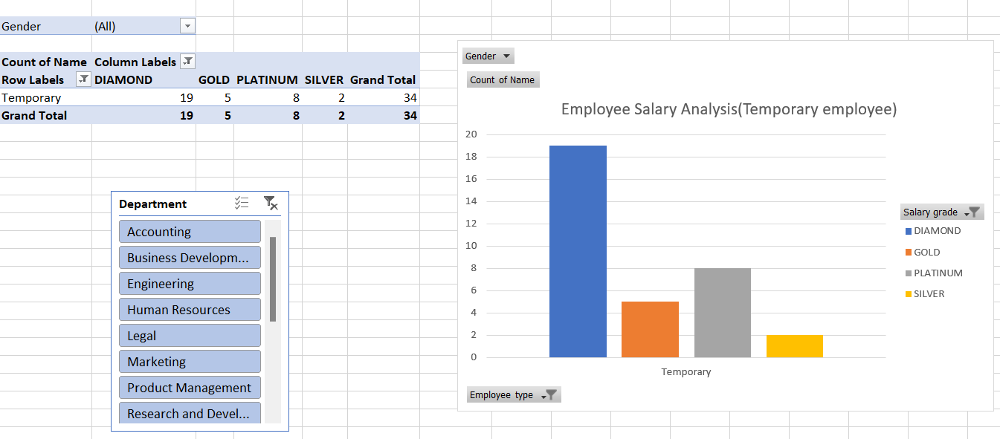 Gender (All)
Count of Name Column Labels
Row Labels DIAMOND GOLD PLATINUM SILVER Grand Total
Temporary 19 5 8 2 34
Grand Total 19 5 8 2 34
Department
Accounting
Business Developm...
Engineering
Human Resources
Legal
Marketing
Product Management
Research and Devel...
Gender
Count of Name
Employee Salary Analysis(Temporary employee)
20
18
16
14
12
10
8
6
4
2
0
Temporary
Employee type
Salary grade
DIAMOND
GOLD
PLATINUM
SILVER